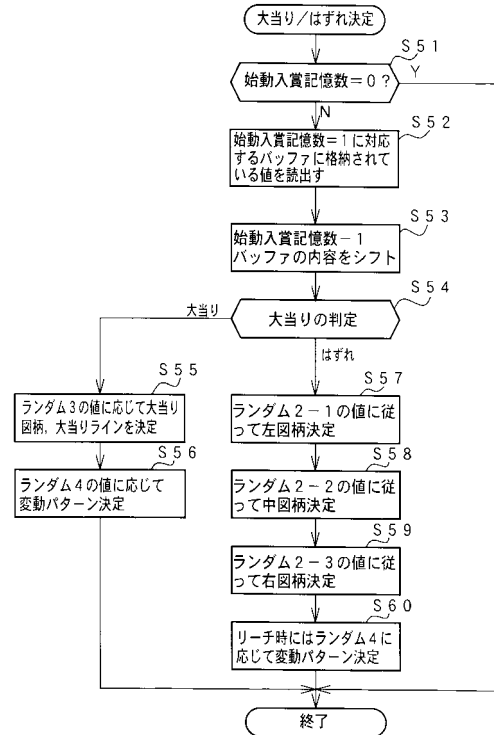 大当り／はずれ決定
S51
始動入賞記憶数＝0？
Y
N
S52
始動入賞記憶数＝1に対応
するバッファに格納されて
いる値を読出す
S53
始動入賞記憶数－1
バッファの内容をシフト
S54
大当りの判定
大当り
はずれ
S55
ランダム3の値に応じて大当り
図柄，大当りラインを決定
S56
ランダム4の値に応じて
変動パターン決定
S57
ランダム2－1の値に従
って左図柄決定
S58
ランダム2－2の値に従
って中図柄決定
S59
ランダム2－3の値に従
って右図柄決定
S60
リーチ時にはランダム4に
応じて変動パターン決定
終了